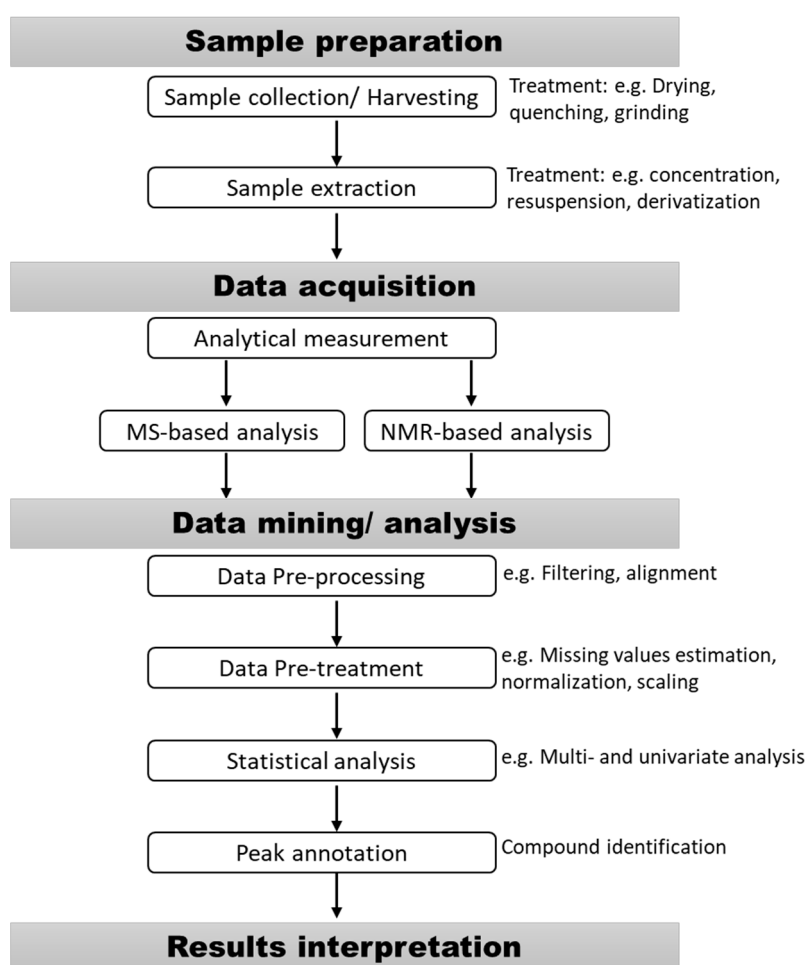 Sample preparation
Sample collection/ Harvesting
Treatment: e.g. Drying,
quenching, grinding
Sample extraction
Treatment: e.g. concentration,
resuspension, derivatization
Data acquisition
Analytical measurement
MS-based analysis
NMR-based analysis
Data mining/ analysis
Data Pre-processing
e.g. Filtering, alignment
Data Pre-treatment
e.g. Missing values estimation,
normalization, scaling
Statistical analysis
e.g. Multi- and univariate analysis
Peak annotation
Compound identification
Results interpretation